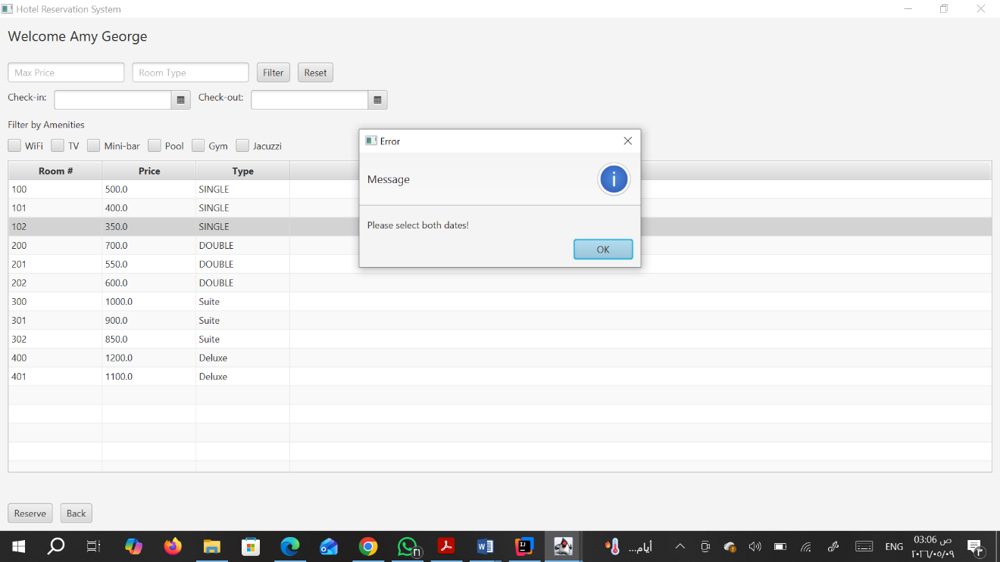 Hotel Reservation System
Welcome Amy George
Max Price Room Type Filter Reset
Check-in: Check-out:
Filter by Amenities
WiFi TV Mini-bar Pool Gym Jacuzzi
Error
Message
Please select both dates!
OK
Room # Price Type
100 500.0 SINGLE
101 400.0 SINGLE
102 350.0 SINGLE
200 700.0 DOUBLE
201 550.0 DOUBLE
202 600.0 DOUBLE
300 1000.0 Suite
301 900.0 Suite
302 850.0 Suite
400 1200.0 Deluxe
401 1100.0 Deluxe
Reserve Back
أيام...
ENG
03:06 ص
٢٠٢٦/٠٥/٠٩
٣